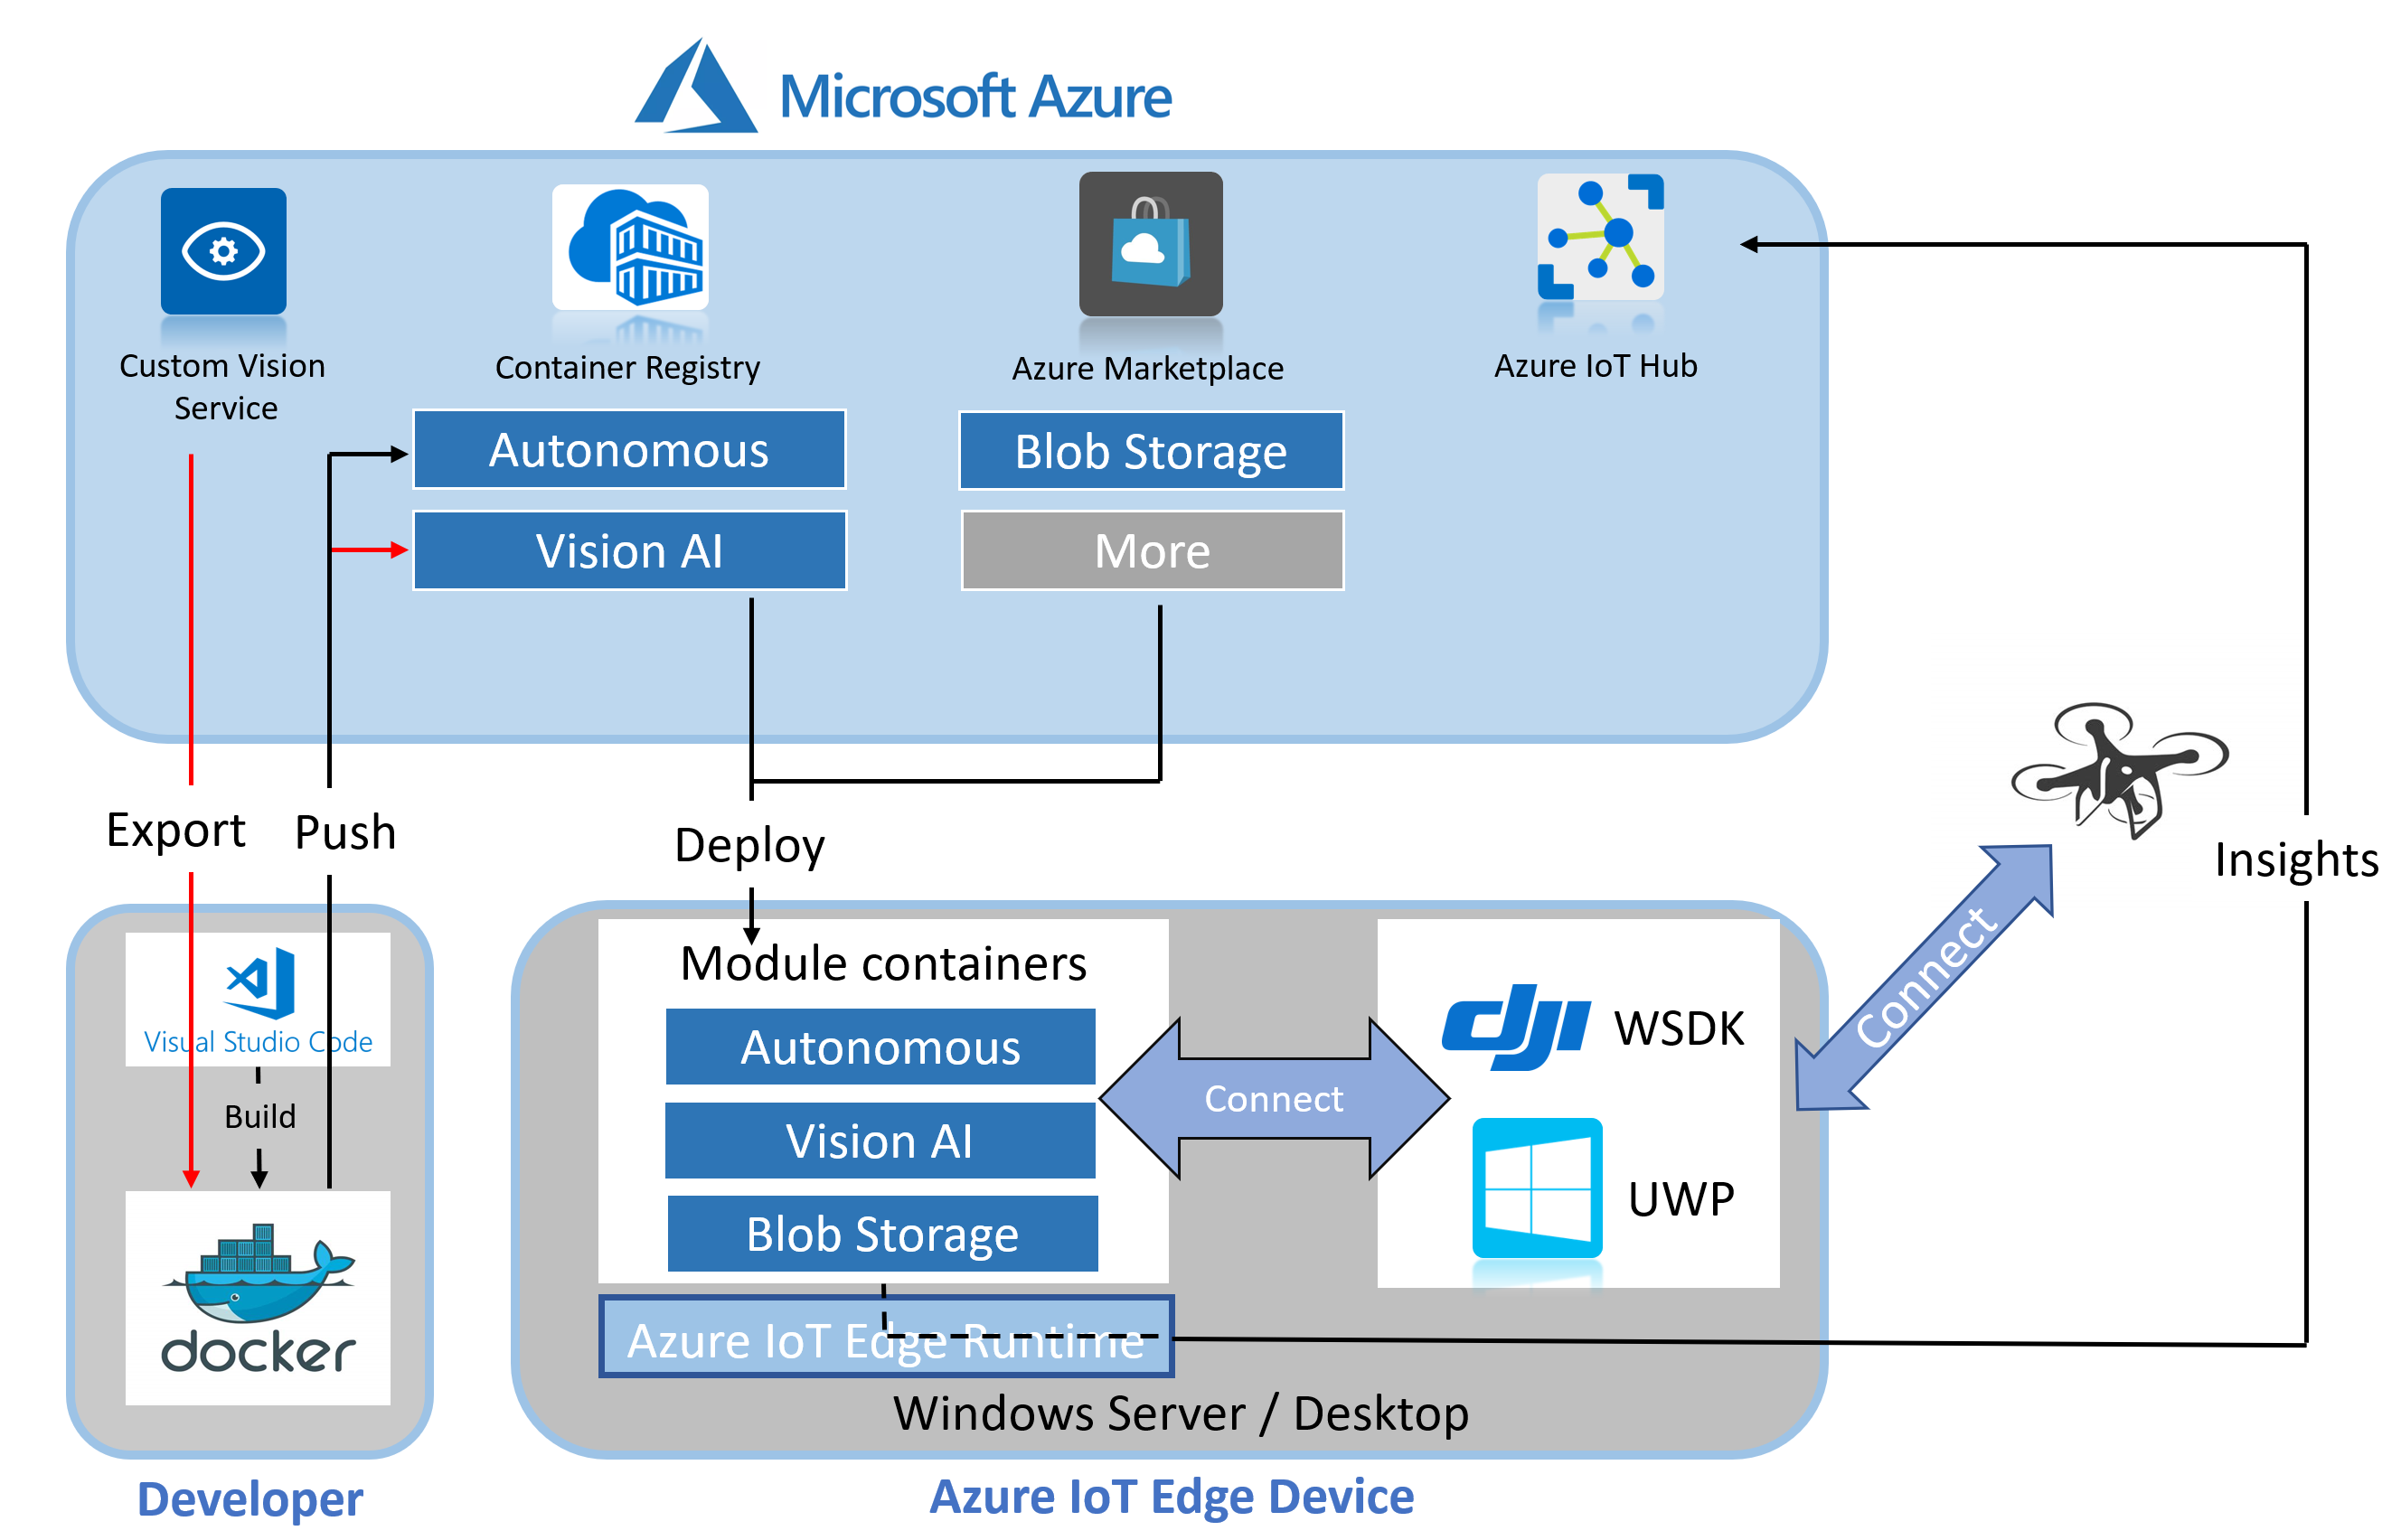 Microsoft Azure
Custom Vision
Service
Container Registry
Azure Marketplace
Azure IoT Hub
Autonomous
Vision AI
Blob Storage
More
Export
Push
Deploy
Insights
Visual Studio Code
Build
docker
Developer
Module containers
Autonomous
Vision AI
Blob Storage
Azure IoT Edge Runtime
Connect
dji WSDK
UWP
Connect
Windows Server / Desktop
Azure IoT Edge Device